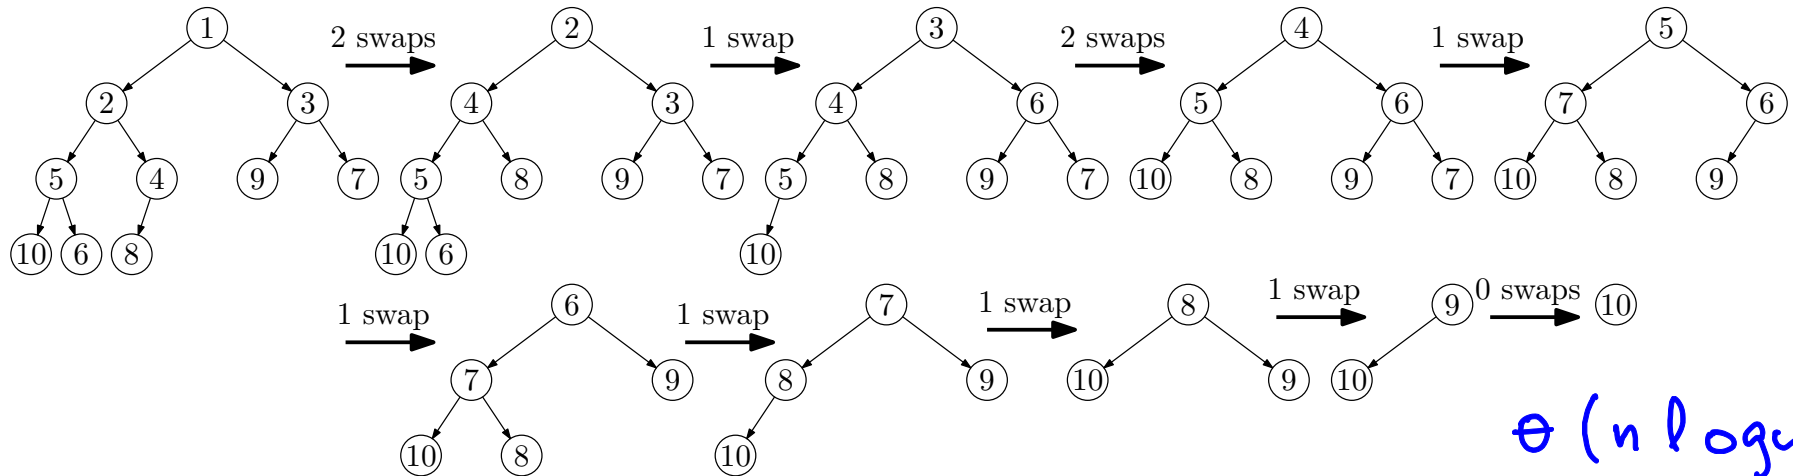 1 2 swaps 2 1 swap 3 2 swaps 4 1 swap 5
2 3 4 3 4 6 5 6 7 6
5 4 9 7 5 8 9 7 5 8 9 7 10 8 9 7 10 8 9
10 6 8 10 6 10
1 swap 6 1 swap 7 1 swap 8 1 swap 9 0 swaps 10
7 9 8 9 10 9 10
10 8 10
θ (n log